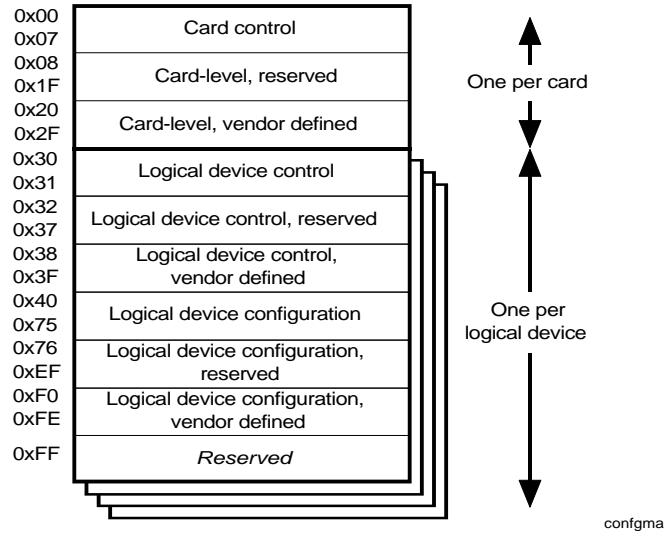 0x00
0x07
Card control
0x08
0x1F
Card-level, reserved
0x20
0x2F
Card-level, vendor defined
One per card
0x30
0x31
Logical device control
0x32
0x37
Logical device control, reserved
0x38
0x3F
Logical device control,
vendor defined
0x40
0x75
Logical device configuration
0x76
0xEF
Logical device configuration,
reserved
0xF0
0xFE
Logical device configuration,
vendor defined
0xFF
Reserved
One per
logical device
confgma